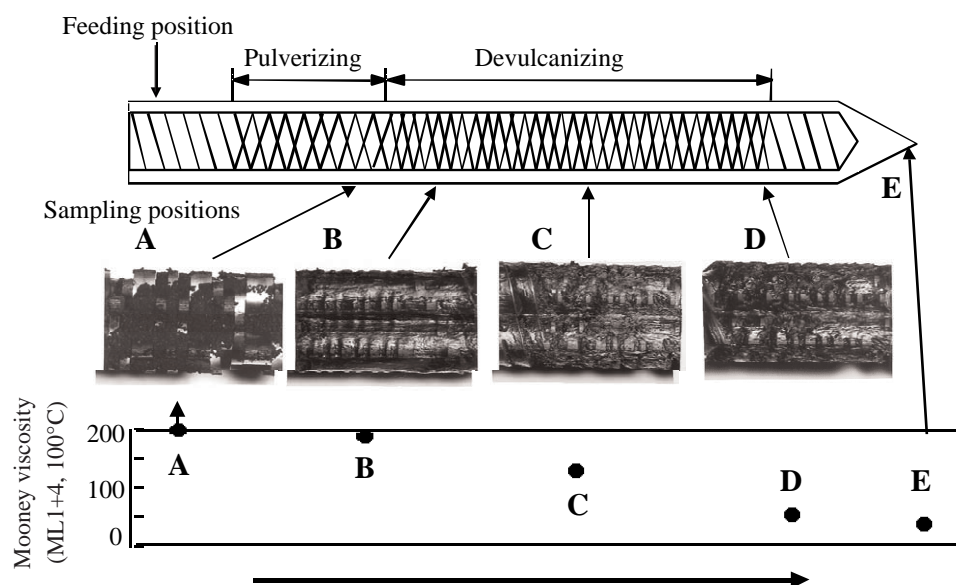 Feeding position
Pulverizing
Devulcanizing
E
Sampling positions
A
B
C
D
Mooney viscosity
(ML1+4, 100°C)
200
100
0
A
B
C
D
E